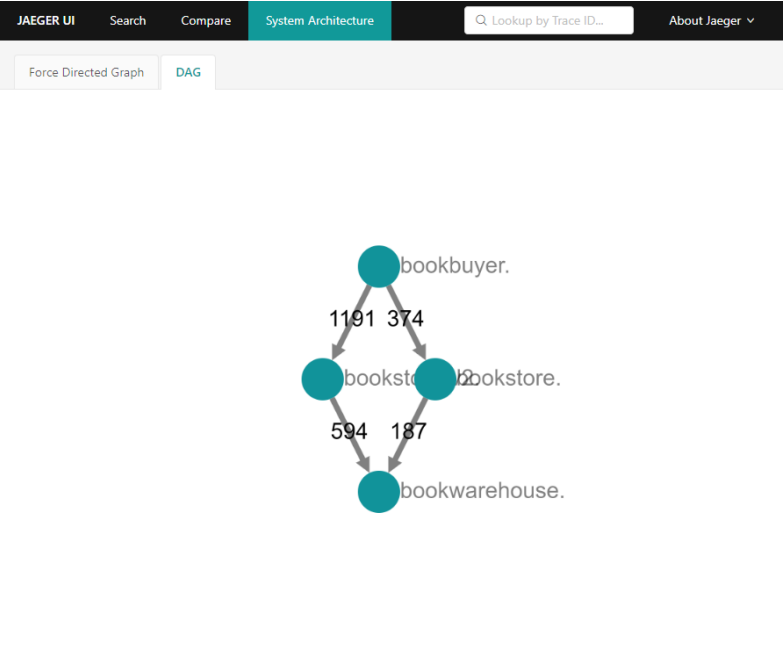 JAEGER UI Search Compare System Architecture Lookup by Trace ID... About Jaeger
Force Directed Graph DAG
bookbuyer.
1191 374
bookstore.
594 187
bookwarehouse.